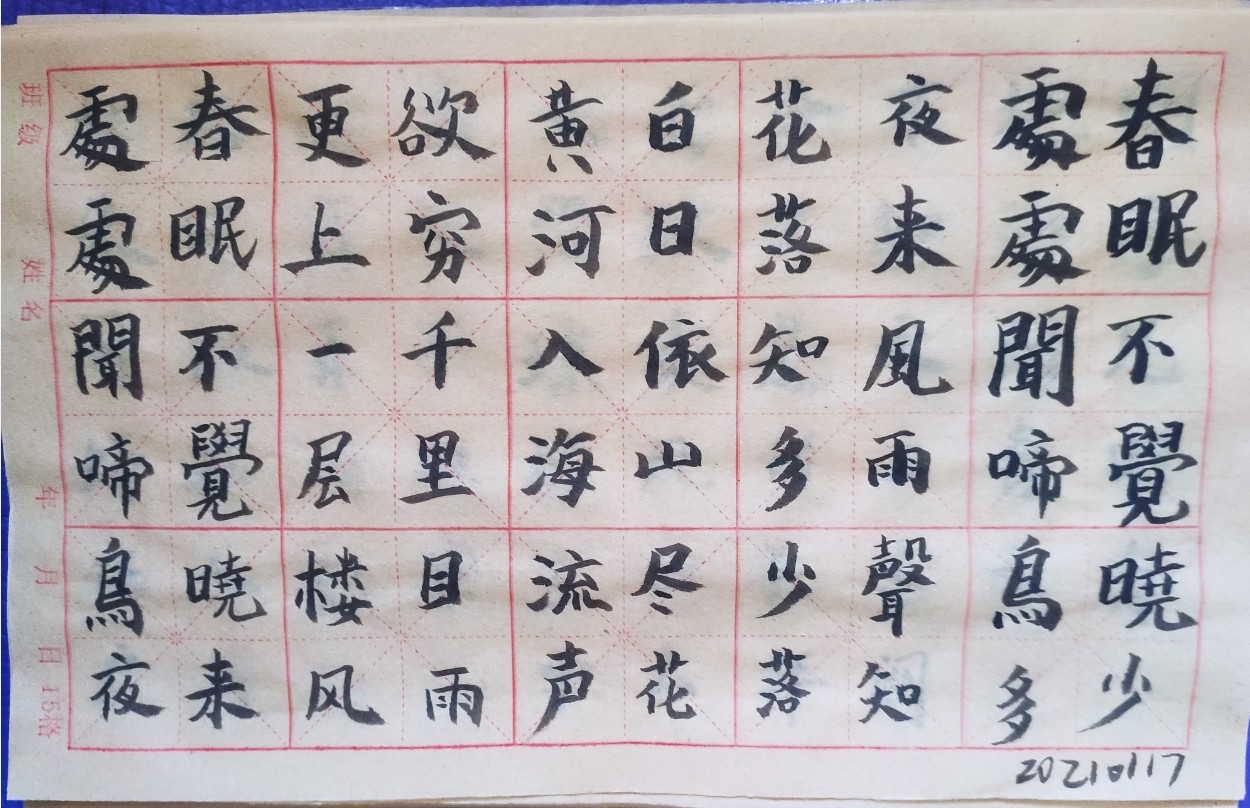 春眠不覺曉少
處處聞啼鳥多
夜来風雨聲知
花落知多少落
白日依山尽花
黄河入海流声
欲穷千里目雨
更上一层楼风
春眠不覺曉来
處處聞啼鳥夜
班级 姓名 年 月 日 15格
20210117